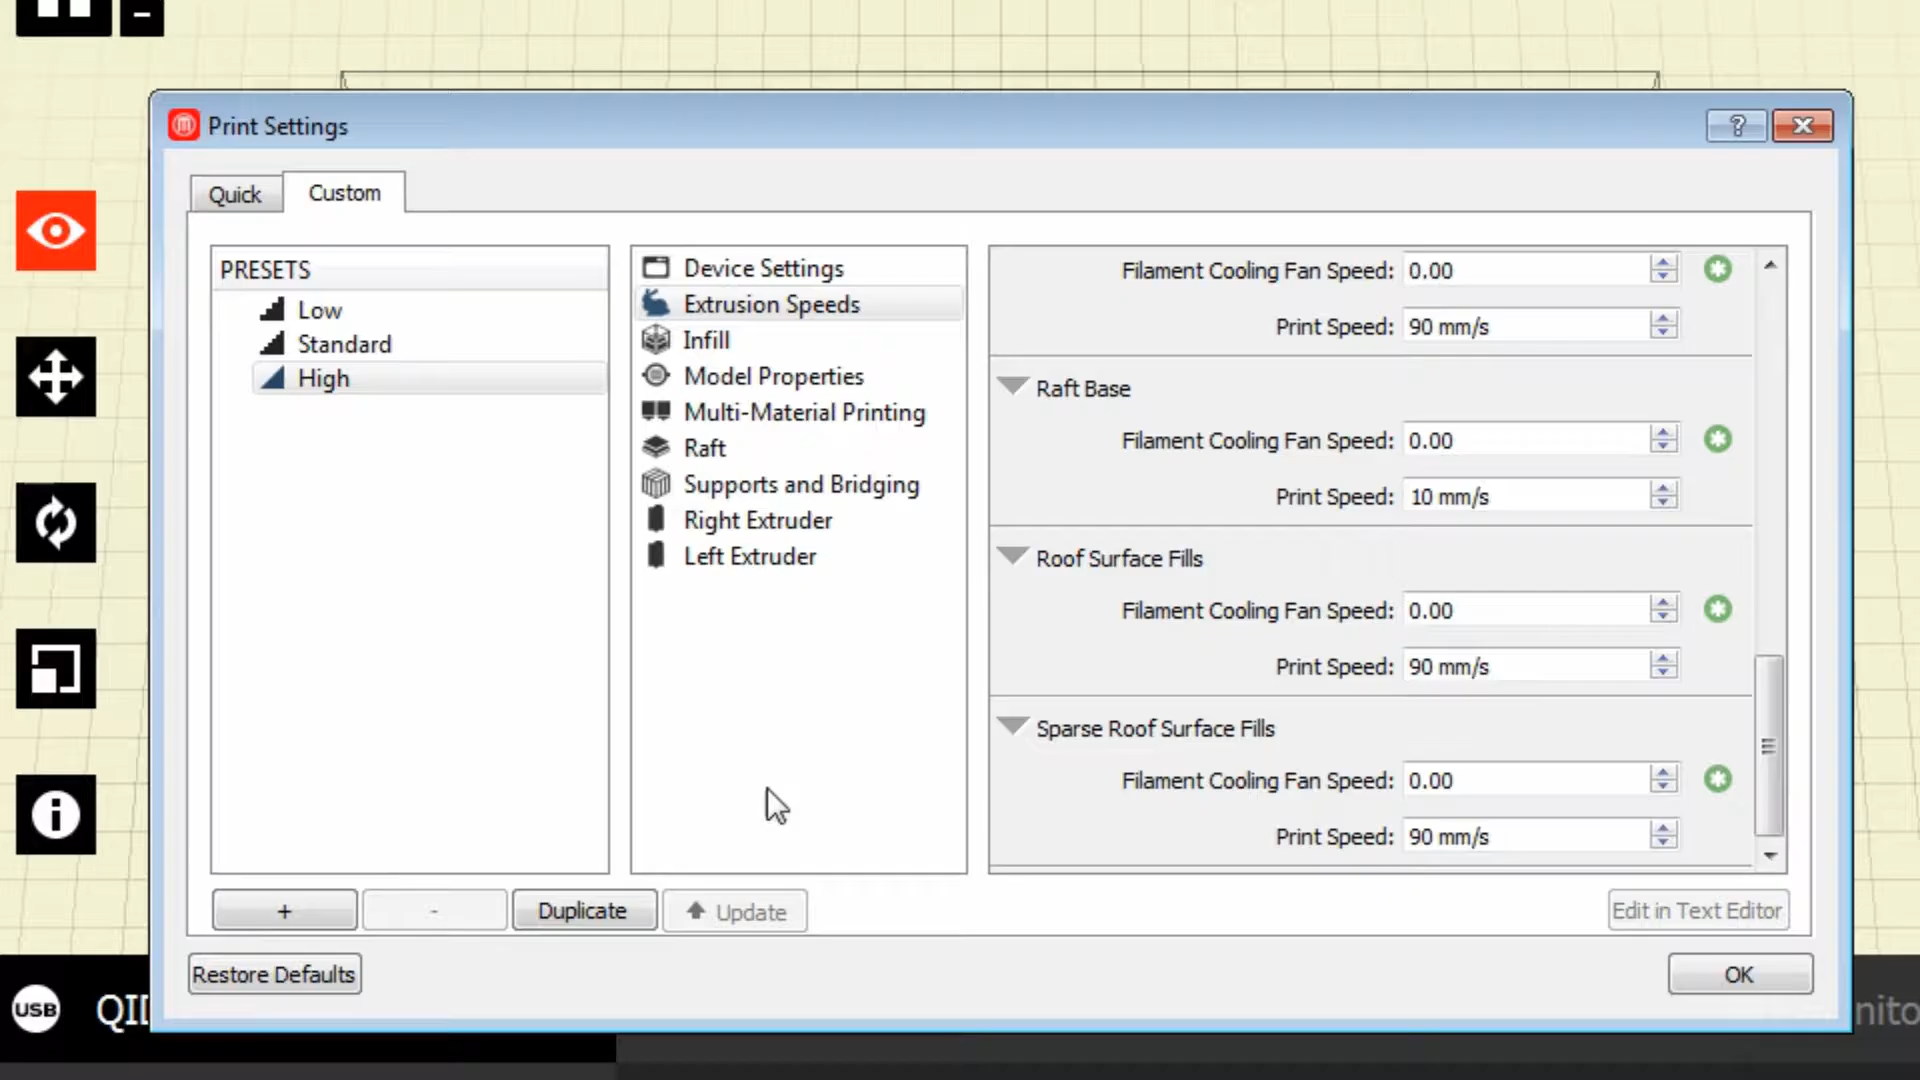 Print Settings
?
Quick
Custom
PRESETS
Low
Standard
High
Device Settings
Extrusion Speeds
Infill
Model Properties
Multi-Material Printing
Raft
Supports and Bridging
Right Extruder
Left Extruder
Filament Cooling Fan Speed: 0.00
Print Speed: 90 mm/s
Raft Base
Filament Cooling Fan Speed: 0.00
Print Speed: 10 mm/s
Roof Surface Fills
Filament Cooling Fan Speed: 0.00
Print Speed: 90 mm/s
Sparse Roof Surface Fills
Filament Cooling Fan Speed: 0.00
Print Speed: 90 mm/s
+
-
Duplicate
Update
Edit in Text Editor
Restore Defaults
OK
USB